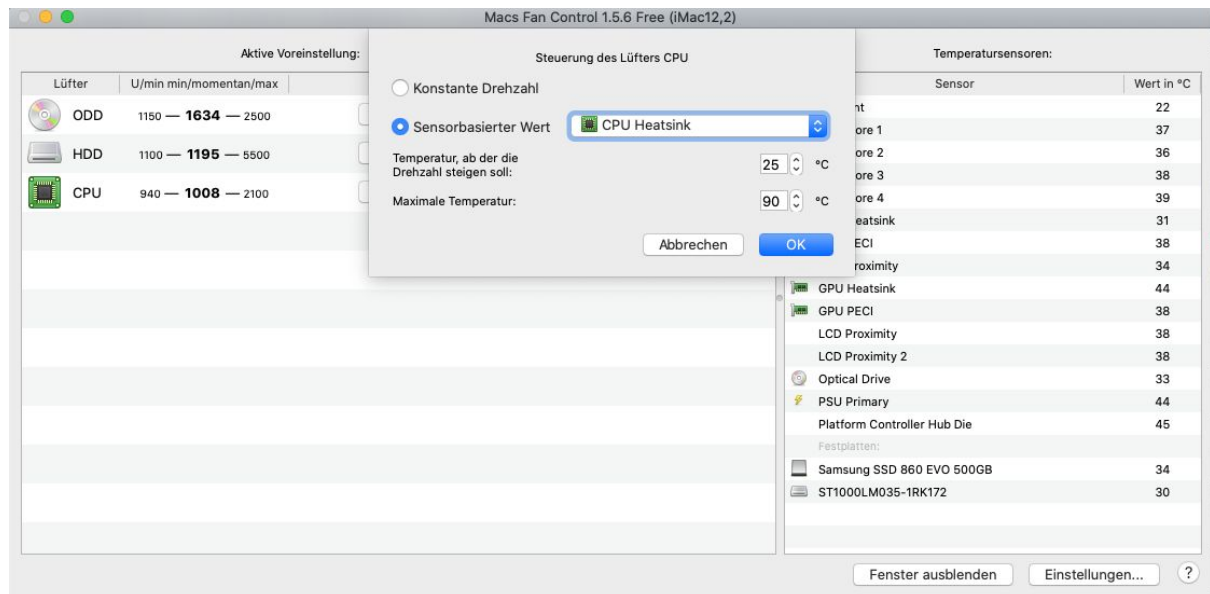 Macs Fan Control 1.5.6 Free (iMac12,2)
Aktive Voreinstellung:
Lüfter U/min min/momentan/max
ODD 1150 — 1634 — 2500
HDD 1100 — 1195 — 5500
CPU 940 — 1008 — 2100
Steuerung des Lüfters CPU
Konstante Drehzahl
Sensorbasierter Wert CPU Heatsink
Temperatur, ab der die
Drehzahl steigen soll: 25 °C
Maximale Temperatur: 90 °C
Abbrechen OK
Temperatursensoren:
Sensor Wert in °C
nt 22
ore 1 37
ore 2 36
ore 3 38
ore 4 39
eatsink 31
ECI 38
roximity 34
GPU Heatsink 44
GPU PECI 38
LCD Proximity 38
LCD Proximity 2 38
Optical Drive 33
PSU Primary 44
Platform Controller Hub Die 45
Festplatten:
Samsung SSD 860 EVO 500GB 34
ST1000LM035-1RK172 30
Fenster ausblenden Einstellungen... ?